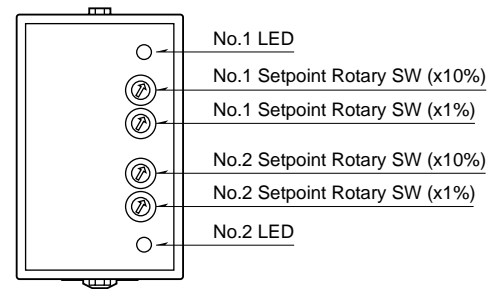 No.1 LED
No.1 Setpoint Rotary SW (x10%)
No.1 Setpoint Rotary SW (x1%)
No.2 Setpoint Rotary SW (x10%)
No.2 Setpoint Rotary SW (x1%)
No.2 LED